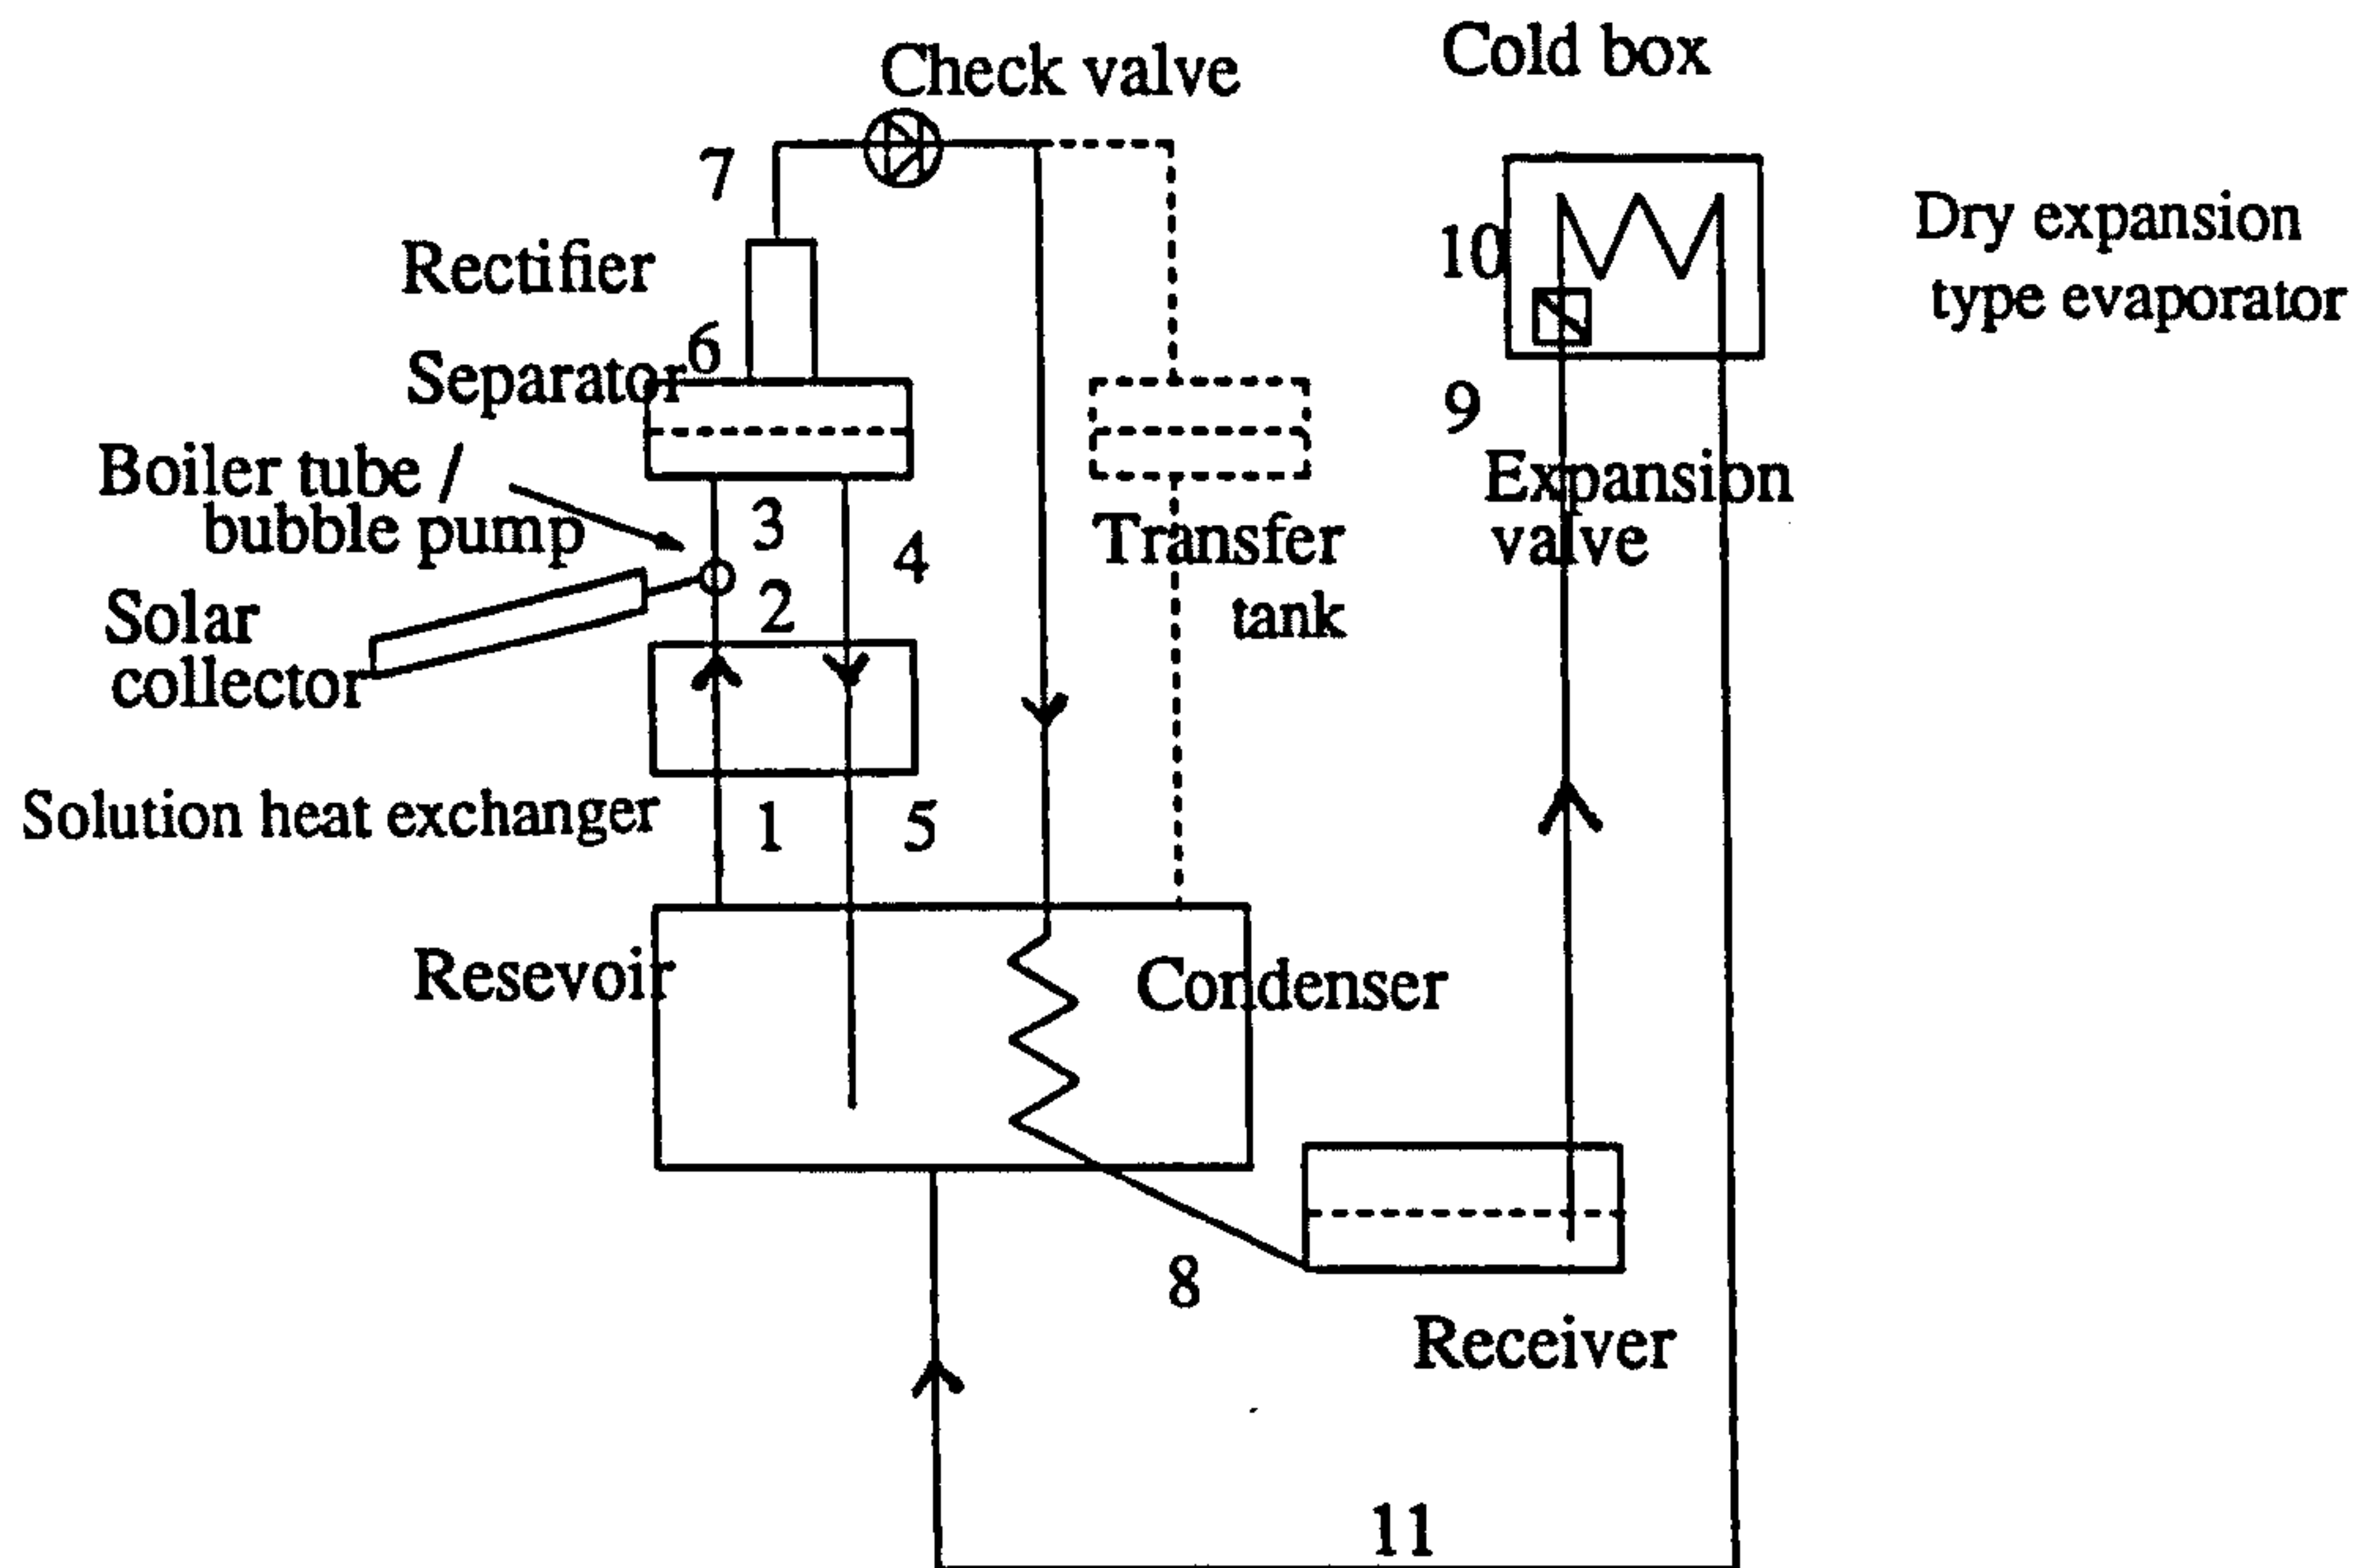 Check valve
Cold box
7
Rectifier
10
Dry expansion
type evaporator
6
Separator
9
Boiler tube /
bubble pump
3
4
Expansion
valve
Transfer
tank
Solar
collector
2
Solution heat exchanger
1
5
Resevoir
Condenser
8
Receiver
11